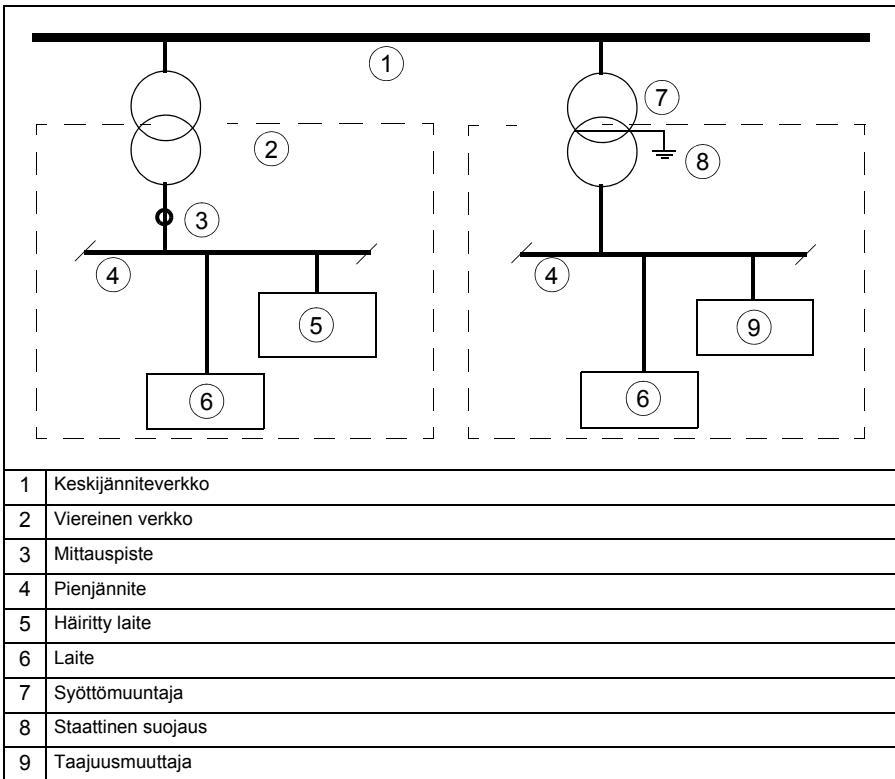 1
7
2
8
3
4
4
5
9
6
6
1 Keskijänniteverkko
2 Viereinen verkko
3 Mittauspiste
4 Pienjännite
5 Häiritty laite
6 Laite
7 Syöttömuuntaja
8 Staattinen suojaus
9 Taajuusmuuttaja